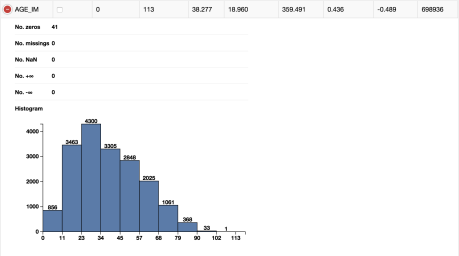 AGE_IM 0 113 38.277 18.960 359.491 0.436 -0.489 698936
No. zeros 41
No. missings 0
No. NaN 0
No. +∞ 0
No. -∞ 0
Histogram
4300
4000
3463
3305
3000
2848
2025
2000
1061
1000
856
368
33
1
0
0 11 23 34 45 57 68 79 90 102 113